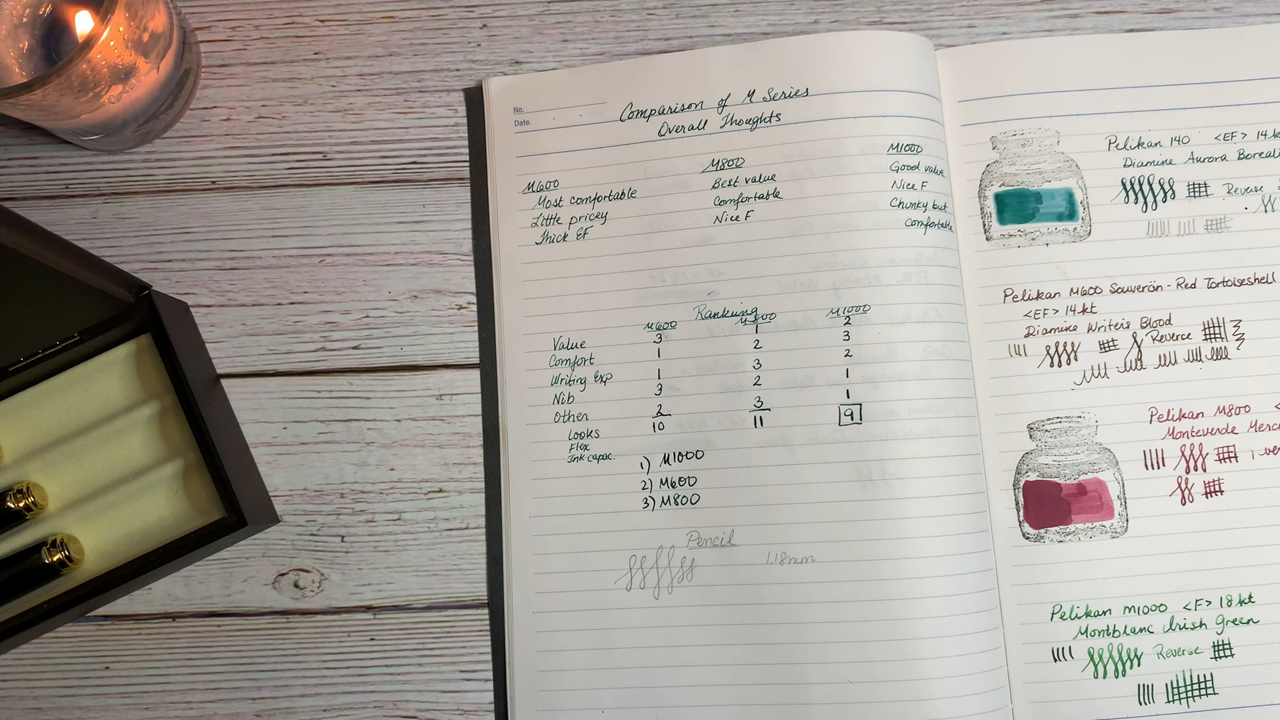 No.
Date.
Comparison of M Series
Overall Thoughts
M600 M800 M1000
Most comfortable Best value Good value
Little pricey Comfortable Nice F
Thick EF Nice F Chunky but
comfortable
Ranking
M600 M800 M1000
Value 3 1 2
Comfort 1 2 3
Writing Exp 1 3 2
Nib 3 2 1
Other 2 3 1
10 11 9
Looks
Flex
Ink capac.
1) M1000
2) M600
3) M800
Pencil
1.18mm
Pelikan 140 <EF> 14k
Diamine Aurora Boreali
Reverse
Pelikan M600 Souverän - Red Tortoiseshell
<EF> 14kt
Diamine Writer's Blood
Reverse
Pelikan M800 <
Monteverde Merc
Pelikan M1000 <F> 18kt
Montblanc Irish Green
Reverse